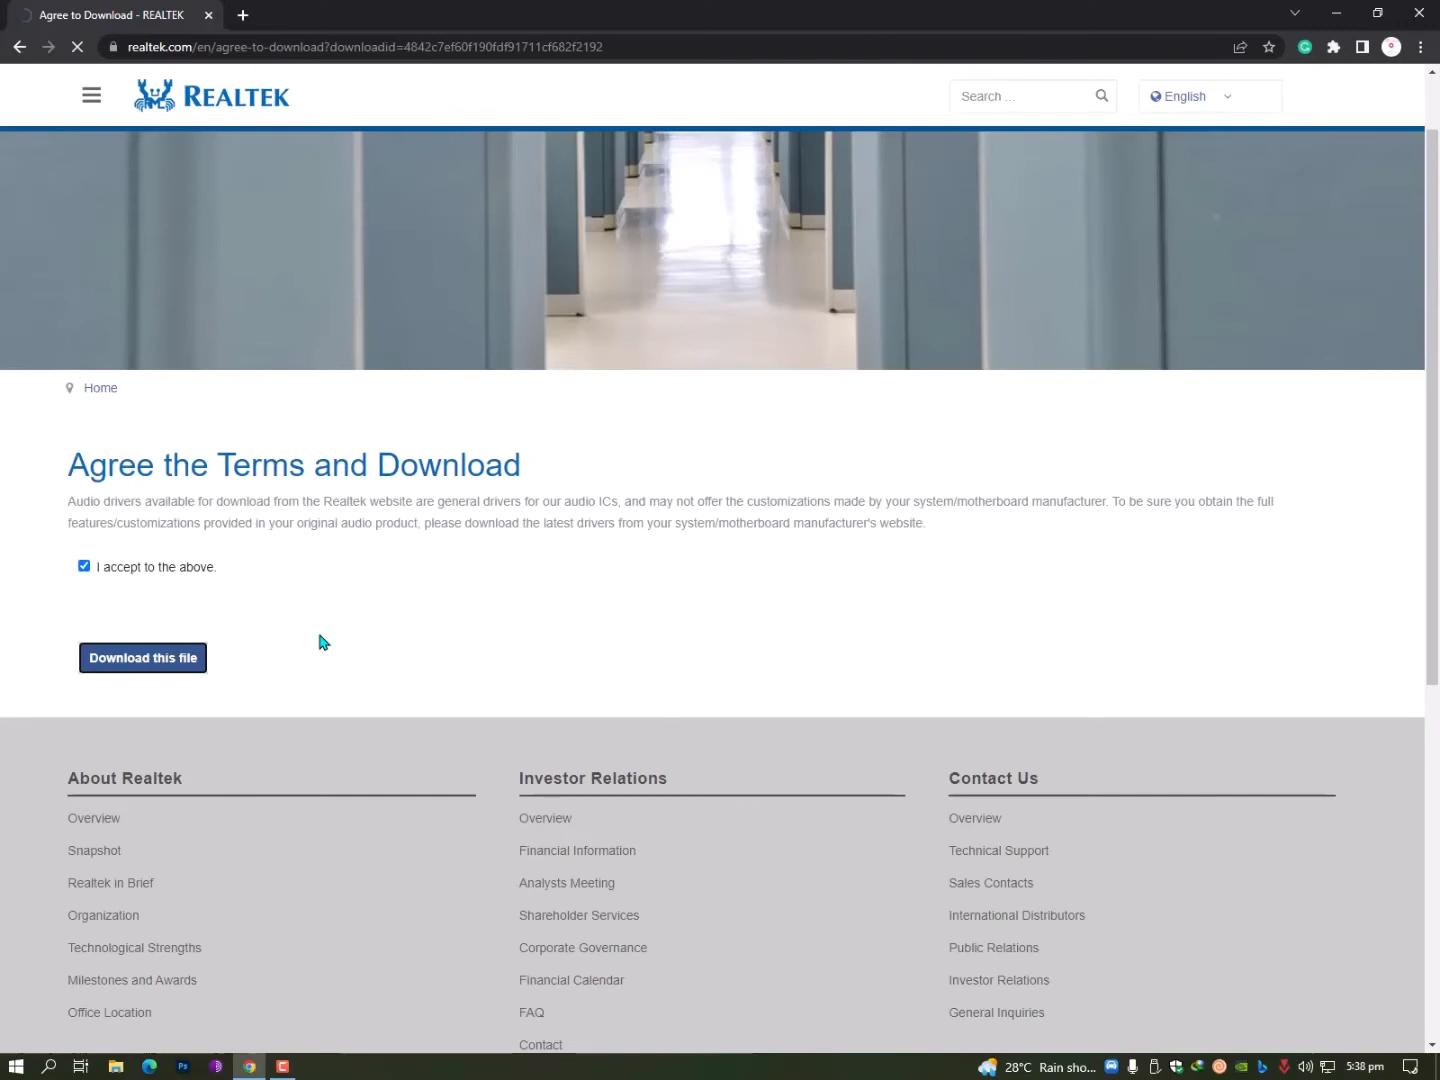 Agree to Download - REALTEK
realtek.com/en/agree-to-download?downloadid=4842c7ef60f190fdf91711cf682f2192
REALTEK
Search ...
English
Home
Agree the Terms and Download
Audio drivers available for download from the Realtek website are general drivers for our audio ICs, and may not offer the customizations made by your system/motherboard manufacturer. To be sure you obtain the full
features/customizations provided in your original audio product, please download the latest drivers from your system/motherboard manufacturer's website.
I accept to the above.
Download this file
About Realtek
Overview
Snapshot
Realtek in Brief
Organization
Technological Strengths
Milestones and Awards
Office Location
Investor Relations
Overview
Financial Information
Analysts Meeting
Shareholder Services
Corporate Governance
Financial Calendar
FAQ
Contact
Contact Us
Overview
Technical Support
Sales Contacts
International Distributors
Public Relations
Investor Relations
General Inquiries
Ps
28°C Rain sho...
5:38 pm